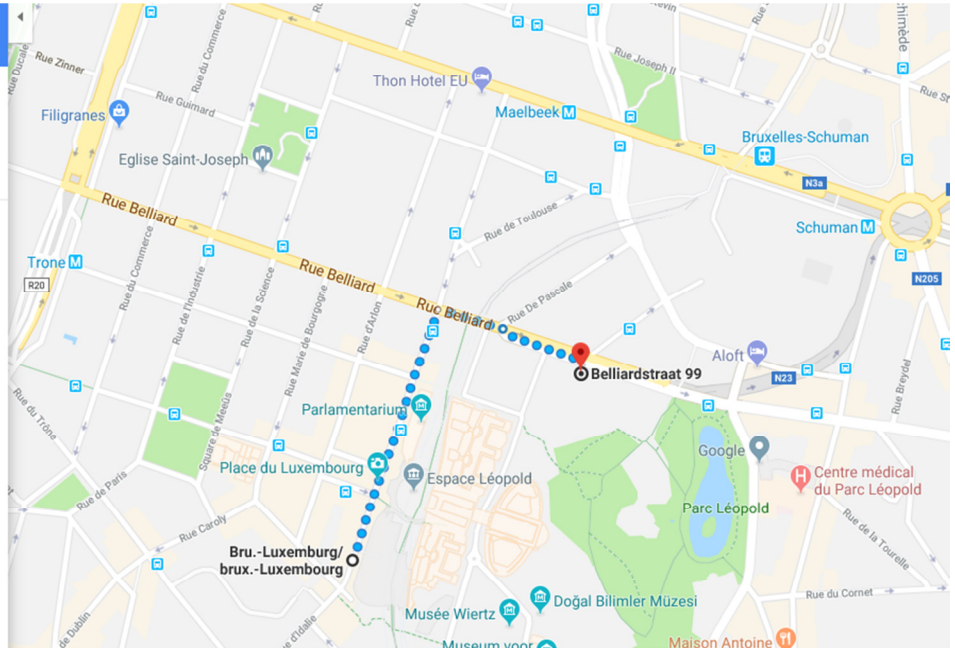 Rue Ducale
Rue Zinner
Rue du Commerce
Rue Joseph II
Rue St
Thon Hotel EU
Filigranes
Rue Guimard
Maelbeek M
Bruxelles-Schuman
Eglise Saint-Joseph
N3a
Rue Belliard
Rue de Toulouse
Schuman M
Trone M
Rue du Commerce
R20
Rue Belliard
N205
Rue de l'Industrie
Rue de la Science
Rue Marie de Bourgogne
Rue d'Arlon
Rue Belliard
Rue De Pascale
Aloft
Belliardstraat 99
N23
Rue Breydel
Rue du Trône
Parlamentarium
Square de Meeûs
Google
Place du Luxembourg
Espace Léopold
Centre médical
du Parc Léopold
Rue de Paris
Parc Léopold
Rue Caroly
Rue de la Tourelle
Bru.-Luxemburg/
brux.-Luxembourg
Rue du Cornet
Musée Wiertz
Doğal Bilimler Müzesi
de Dublin
d'Idalie
Museum voor
Maison Antoine